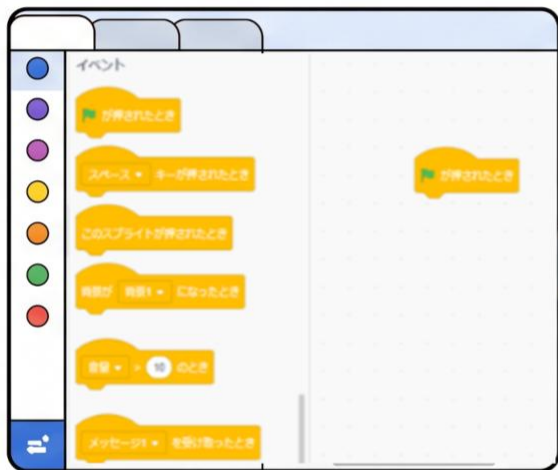 イベント
が押されたとき
スペース キーが押されたとき
が押されたとき
このスプライトが押されたとき
背景が 背景1 になったとき
音量 > 10 のとき
メッセージ1 を受け取ったとき